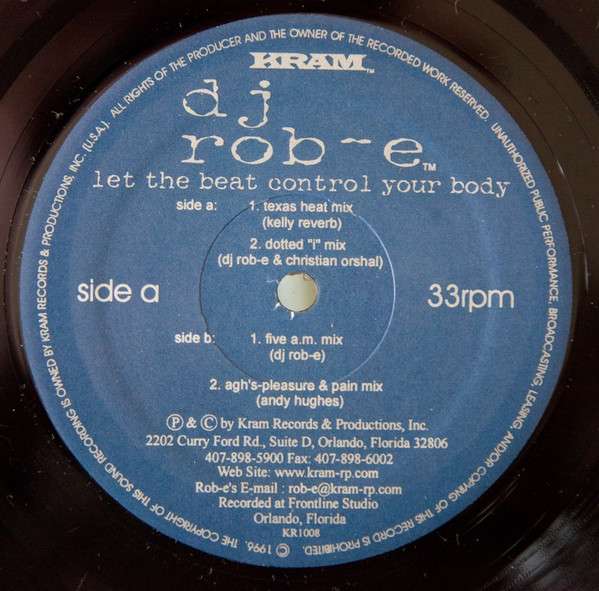 KRAM™
dj
rob-e™
let the beat control your body
side a: 1. texas heat mix
(kelly reverb)
2. dotted "i" mix
(dj rob-e & christian orshal)
side a
33rpm
side b: 1. five a.m. mix
(dj rob-e)
2. agh's-pleasure & pain mix
(andy hughes)
Ⓟ & © by Kram Records & Productions, Inc.
2202 Curry Ford Rd., Suite D, Orlando, Florida 32806
407-898-5900 Fax: 407-898-6002
Web Site: www.kram-rp.com
Rob-e's E-mail : rob-e@kram-rp.com
Recorded at Frontline Studio
Orlando, Florida
KR1008
© 1996. THE COPYRIGHT OF THIS SOUND RECORDING IS OWNED BY KRAM RECORDS & PRODUCTIONS, INC. (U.S.A.). ALL RIGHTS OF THE PRODUCER AND THE OWNER OF THE RECORDED WORK RESERVED. UNAUTHORIZED PUBLIC PERFORMANCE, BROADCASTING, LEASING, AND/OR COPYING OF THIS RECORD IS PROHIBITED.